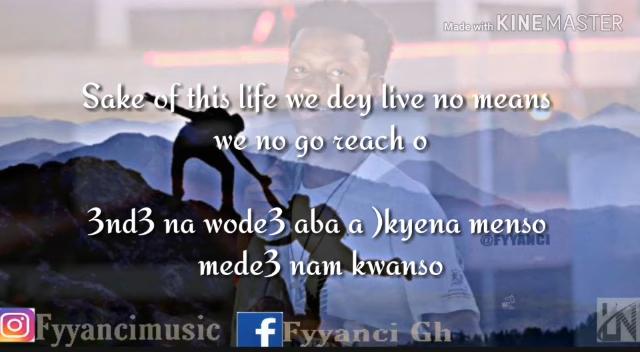 Made with KINEMASTER
Sake of this life we dey live no means
we no go reach o
3nd3 na wode3 aba a )kyena menso
mede3 nam kwanso
@FYYANCI
Fyyancimusic
Fyyanci Gh